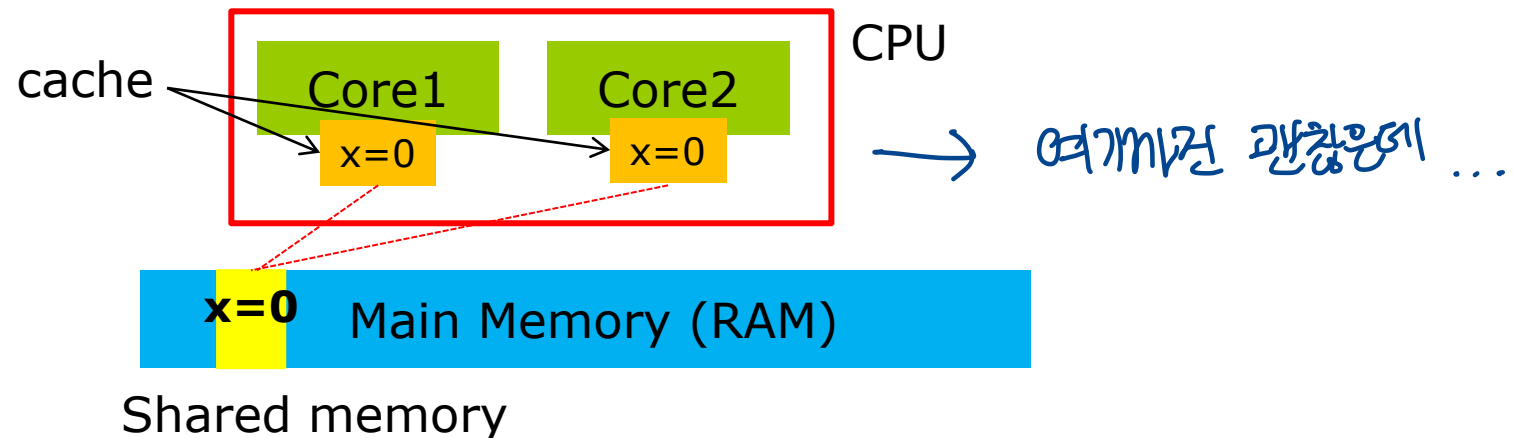 CPU
cache
Core1
Core2
x=0
x=0
여기까진 괜찮은데 ...
x=0
Main Memory (RAM)
Shared memory